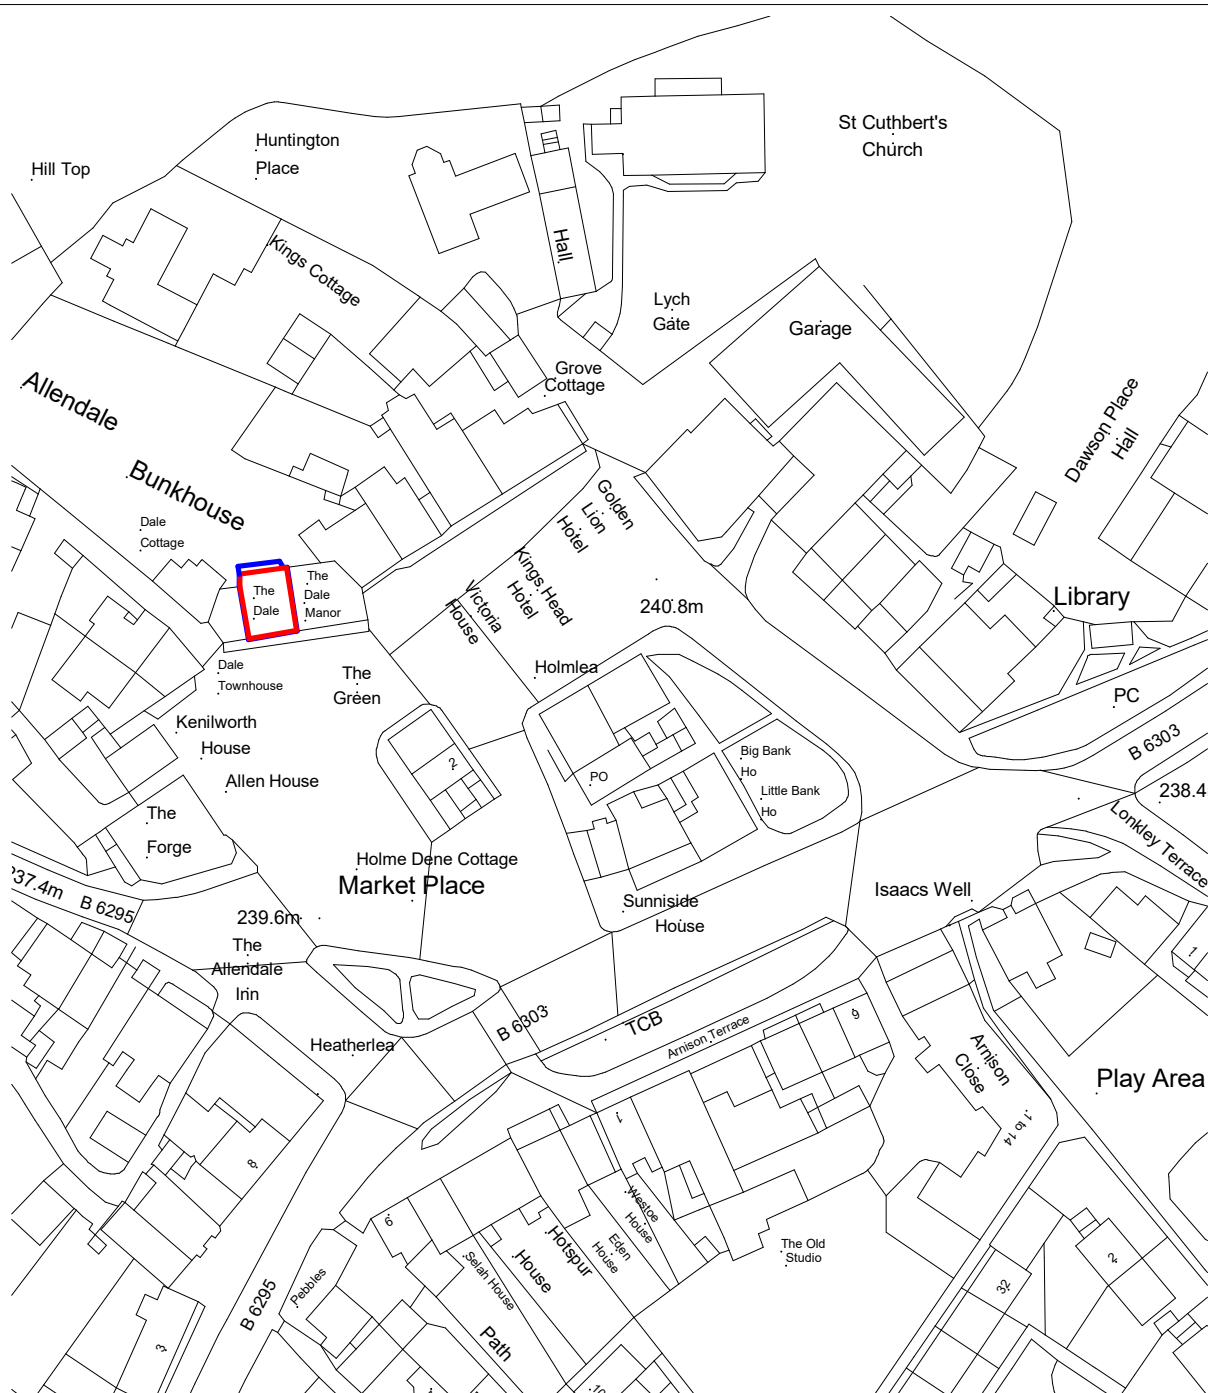 St Cuthbert's
Church
Huntington
Place
Hill Top
Kings Cottage
Hall
Lych
Gate
Garage
Grove
Cottage
Allendale
Bunkhouse
Dawson Place
Hall
Dale
Cottage
Golden
Lion
Hotel
Kings Head
Hotel
Victoria
House
The
Dale
The
Dale
Manor
240.8m
Library
Dale
Townhouse
The
Green
Holmlea
PC
B 6303
Kenilworth
House
Allen House
2
PO
Big Bank
Ho
Little Bank
Ho
238.4
Lonkley Terrace
The
Forge
Holme Dene Cottage
Market Place
237.4m
B 6295
239.6m
Sunniside
House
Isaacs Well
The
Allendale
Inn
1
B 6303
TCB
Arnison Terrace
9
Heatherlea
Arnison
Close
1 to 14
Play Area
1
8
Westoe
House
Eden
House
Hotspur
House
Selah House
Path
9
The Old
Studio
2
32
Pebbles
B 6295
3
10